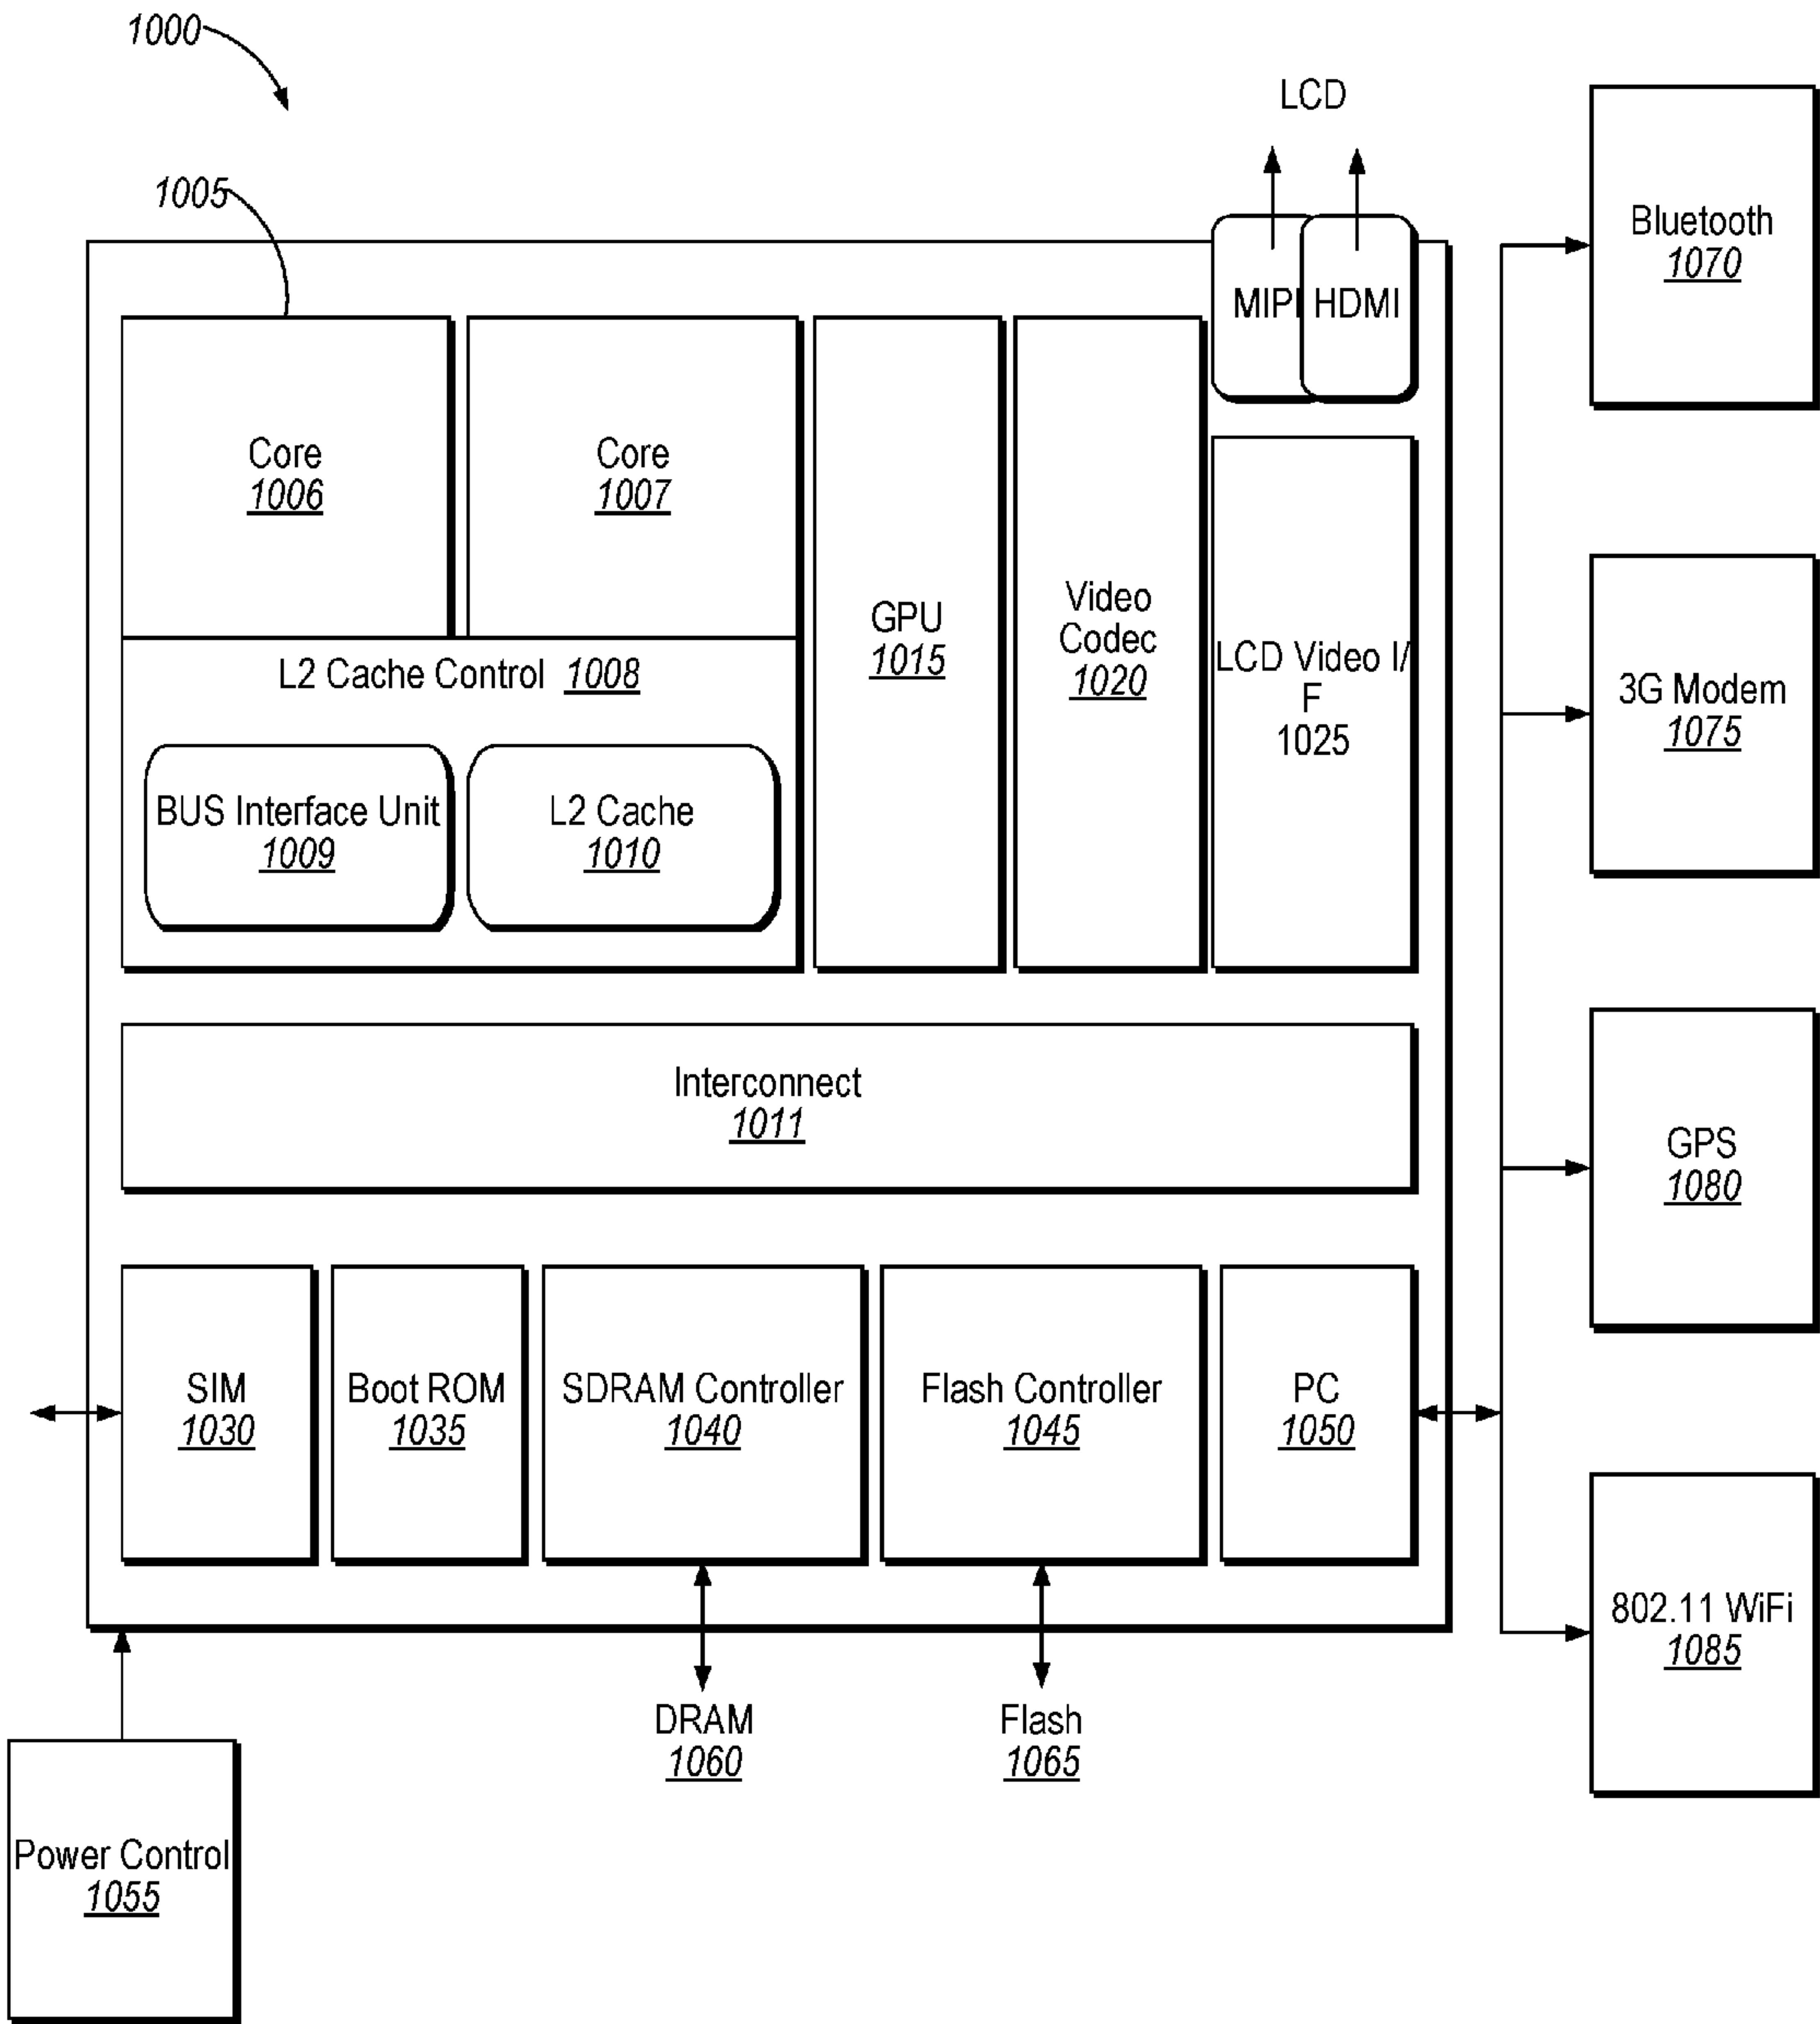 1000
LCD
1005
MIPI
HDMI
Bluetooth
1070
Core
1006
Core
1007
GPU
1015
Video
Codec
1020
LCD Video I/
F
1025
3G Modem
1075
L2 Cache Control 1008
BUS Interface Unit
1009
L2 Cache
1010
Interconnect
1011
GPS
1080
SIM
1030
Boot ROM
1035
SDRAM Controller
1040
Flash Controller
1045
PC
1050
802.11 WiFi
1085
DRAM
1060
Flash
1065
Power Control
1055